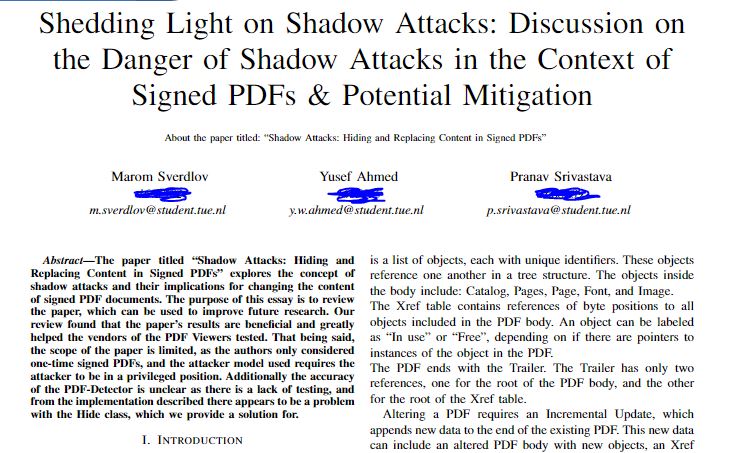 Shedding Light on Shadow Attacks: Discussion on
the Danger of Shadow Attacks in the Context of
Signed PDFs & Potential Mitigation
About the paper titled: “Shadow Attacks: Hiding and Replacing Content in Signed PDFs”
Marom Sverdlov
m.sverdlov@student.tue.nl
Yusef Ahmed
y.w.ahmed@student.tue.nl
Pranav Srivastava
p.srivastava@student.tue.nl
Abstract—The paper titled “Shadow Attacks: Hiding and
Replacing Content in Signed PDFs” explores the concept of
shadow attacks and their implications for changing the content
of signed PDF documents. The purpose of this essay is to review
the paper, which can be used to improve future research. Our
review found that the paper’s results are beneficial and greatly
helped the vendors of the PDF Viewers tested. That being said,
the scope of the paper is limited, as the authors only considered
one-time signed PDFs, and the attacker model used requires the
attacker to be in a privileged position. Additionally the accuracy
of the PDF-Detector is unclear as there is a lack of testing, and
from the implementation described there appears to be a problem
with the Hide class, which we provide a solution for.
I. INTRODUCTION
is a list of objects, each with unique identifiers. These objects
reference one another in a tree structure. The objects inside
the body include: Catalog, Pages, Page, Font, and Image.
The Xref table contains references of byte positions to all
objects included in the PDF body. An object can be labeled
as “In use” or “Free”, depending on if there are pointers to
instances of the object in the PDF.
The PDF ends with the Trailer. The Trailer has only two
references, one for the root of the PDF body, and the other
for the root of the Xref table.
Altering a PDF requires an Incremental Update, which
appends new data to the end of the existing PDF. This new data
can include an altered PDF body with new objects, an Xref